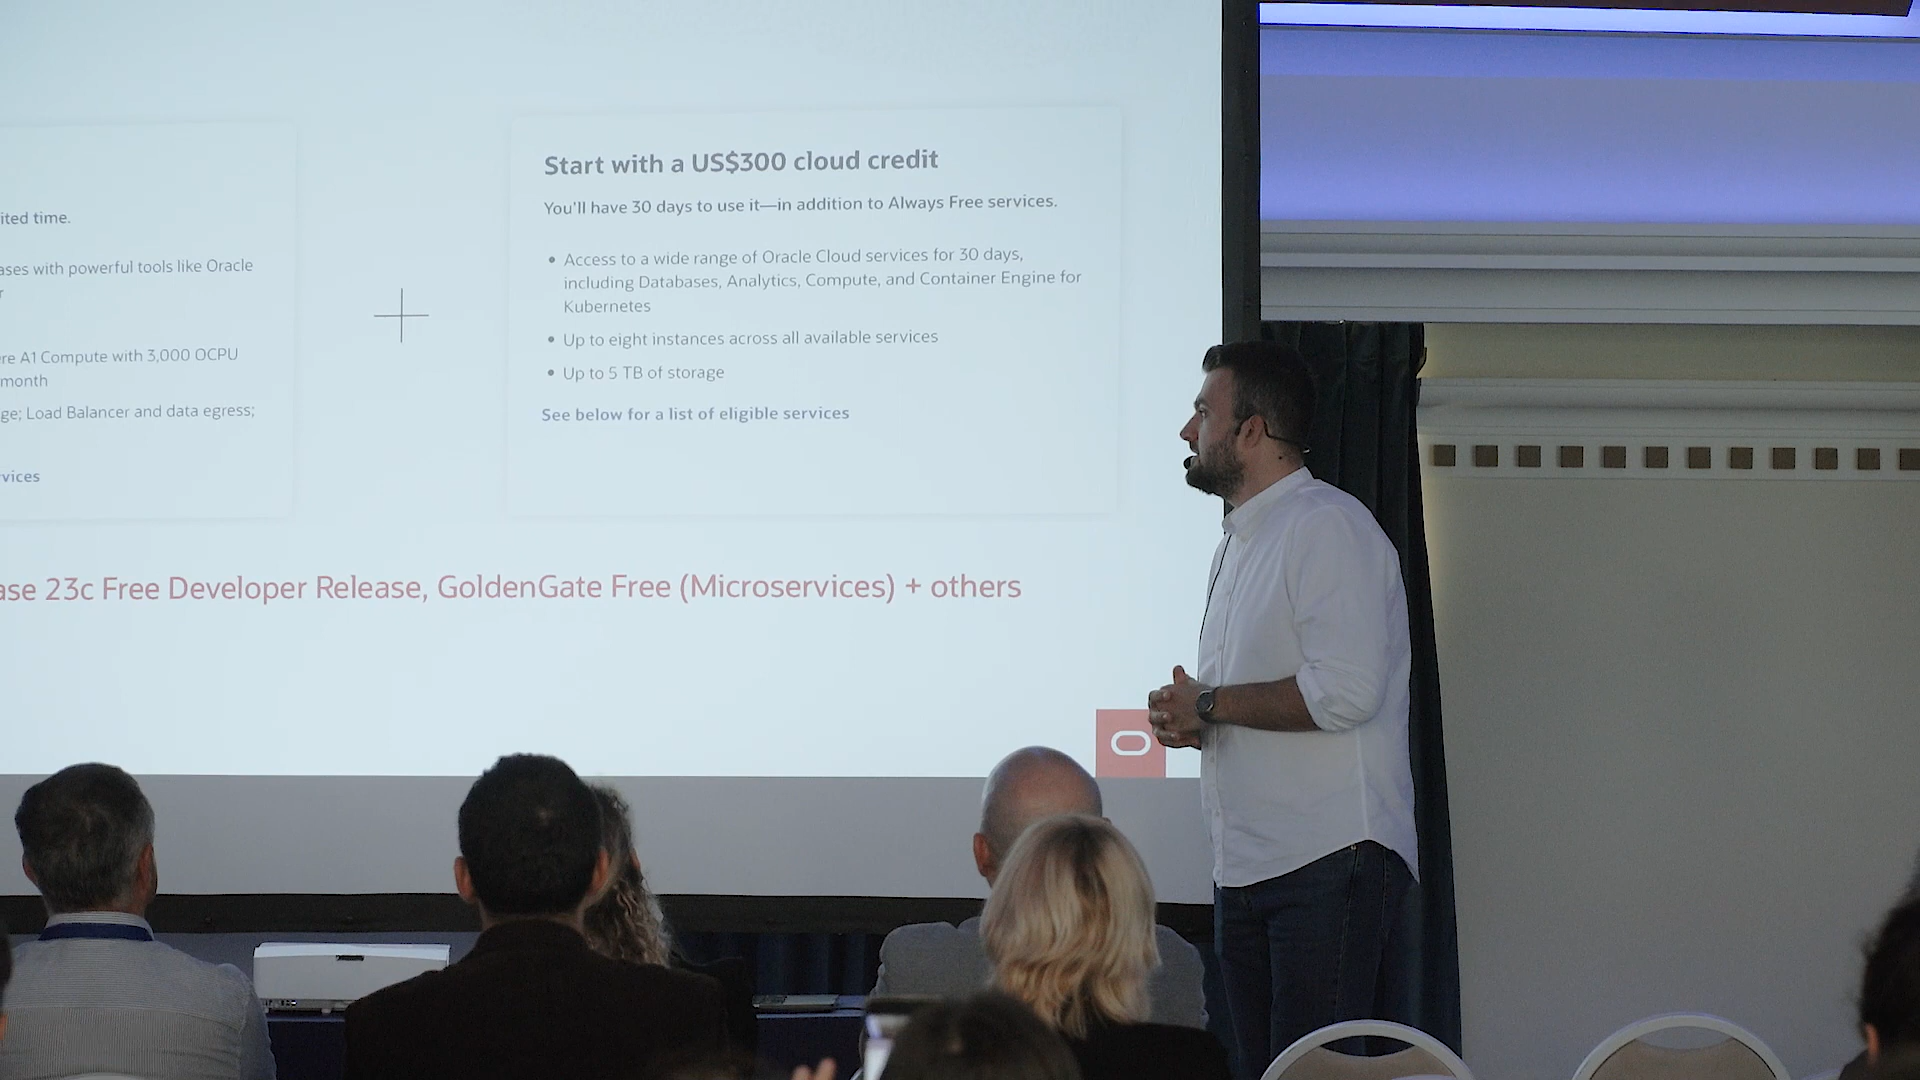 ited time.
ases with powerful tools like Oracle
r
re A1 Compute with 3,000 OCPU
month
ge; Load Balancer and data egress;
vices
Start with a US$300 cloud credit
You'll have 30 days to use it—in addition to Always Free services.
• Access to a wide range of Oracle Cloud services for 30 days,
including Databases, Analytics, Compute, and Container Engine for
Kubernetes
• Up to eight instances across all available services
• Up to 5 TB of storage
See below for a list of eligible services
ase 23c Free Developer Release, GoldenGate Free (Microservices) + others